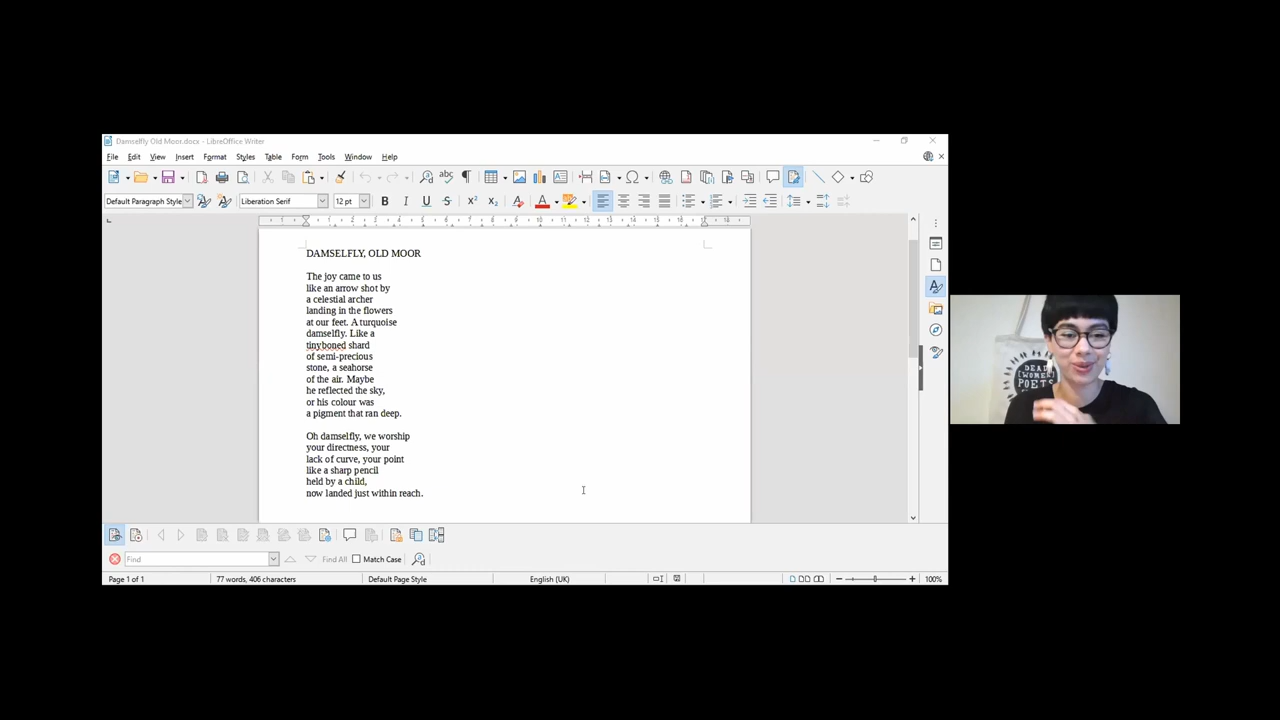 Damselfly Old Moor.docx - LibreOffice Writer
File Edit View Insert Format Styles Table Form Tools Window Help
Default Paragraph Style Liberation Serif 12 pt
DAMSELFLY, OLD MOOR
The joy came to us
like an arrow shot by
a celestial archer
landing in the flowers
at our feet. A turquoise
damselfly. Like a
tinyboned shard
of semi-precious
stone, a seahorse
of the air. Maybe
he reflected the sky,
or his colour was
a pigment that ran deep.
Oh damselfly, we worship
your directness, your
lack of curve, your point
like a sharp pencil
held by a child,
now landed just within reach.
DEAD
[WOMEN]
POETS
Find Find All Match Case
Page 1 of 1 77 words, 406 characters Default Page Style English (UK) 100%